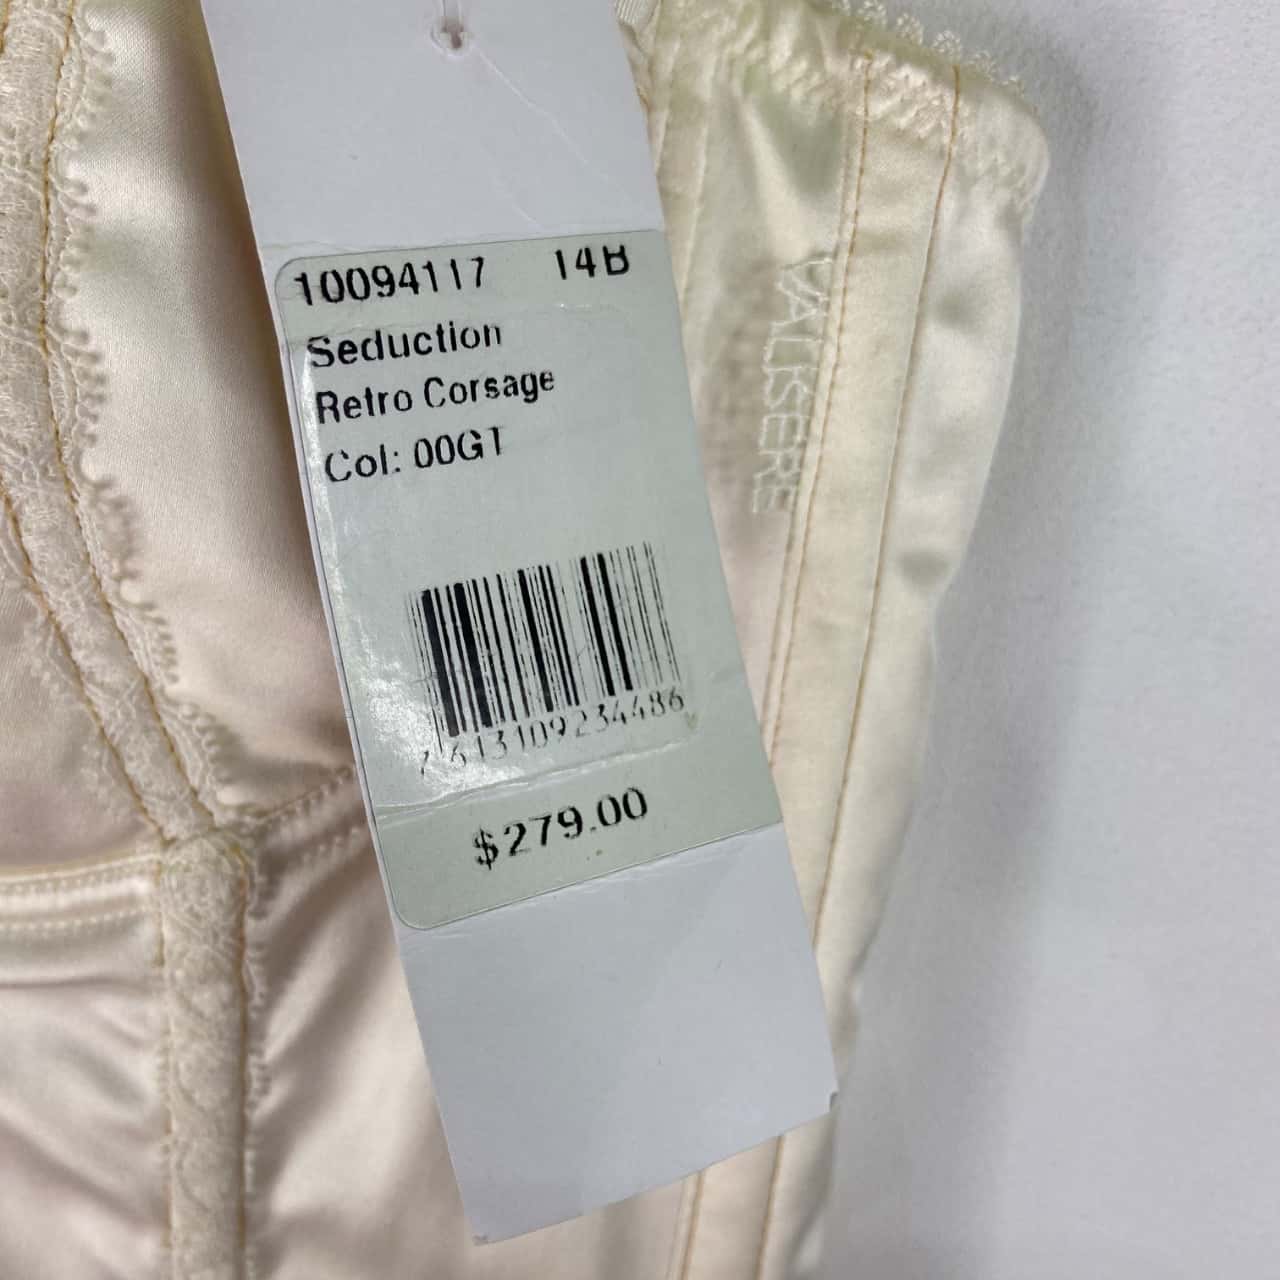 10094117 14B
Seduction
Retro Corsage
Col: 00GT
7613109234486
$279.00
VALISERE